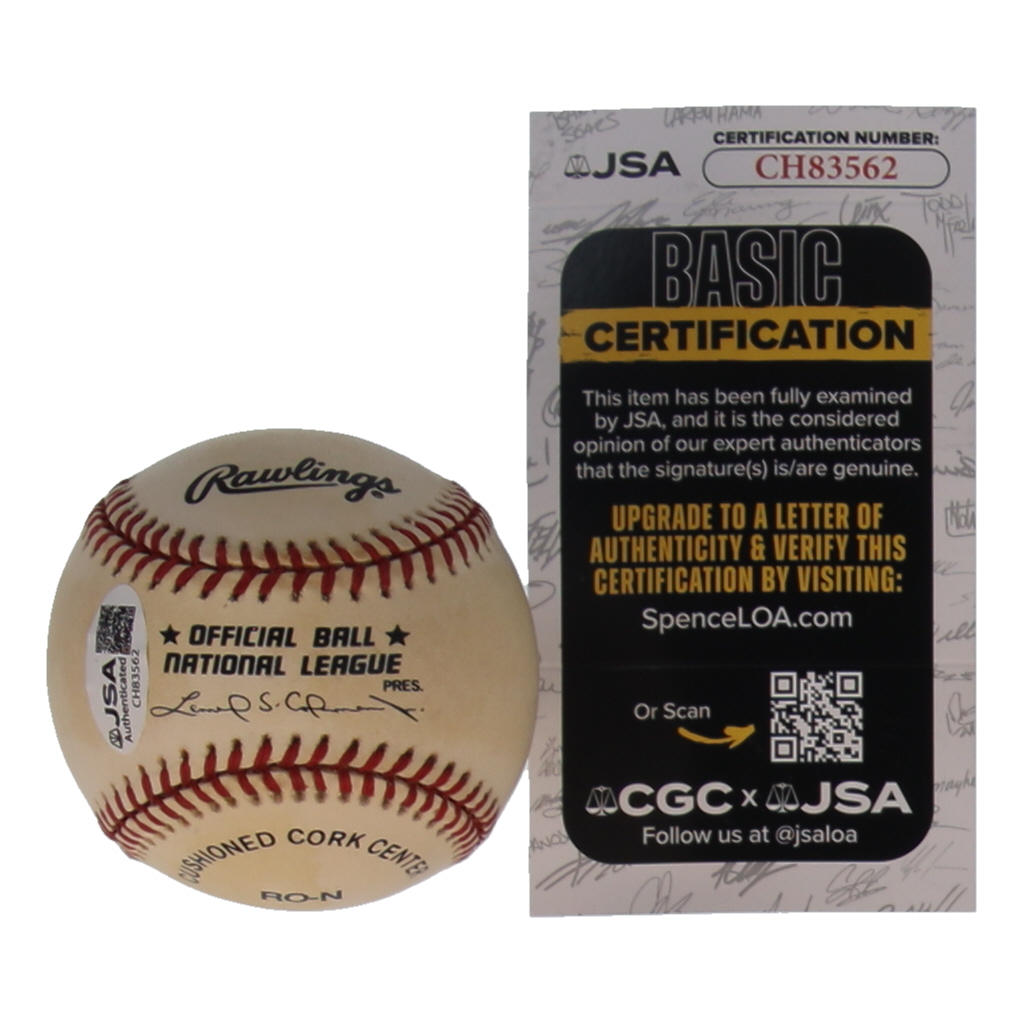 Rawlings
★ OFFICIAL BALL ★
NATIONAL LEAGUE
PRES.
CUSHIONED CORK CENTER
RO-N
JSA
Authenticated
CH83562
LARRY HAMA
JSA
CERTIFICATION NUMBER:
CH83562
TODD
BASIC
CERTIFICATION
This item has been fully examined
by JSA, and it is the considered
opinion of our expert authenticators
that the signature(s) is/are genuine.
UPGRADE TO A LETTER OF
AUTHENTICITY & VERIFY THIS
CERTIFICATION BY VISITING:
SpenceLOA.com
Or Scan
CGC x JSA
Follow us at @jsaloa